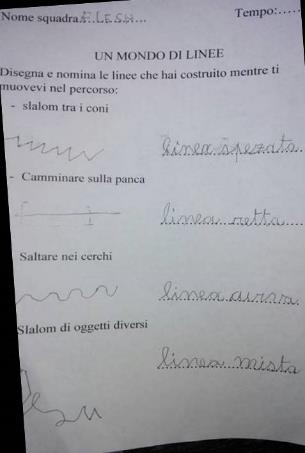 Nome squadra FLESH...
Tempo:.....
UN MONDO DI LINEE
Disegna e nomina le linee che hai costruito mentre ti
muovevi nel percorso:
- slalom tra i coni
linea spezata
- Camminare sulla panca
linea retta
Saltare nei cerchi
linea curva
Slalom di oggetti diversi
linea mista